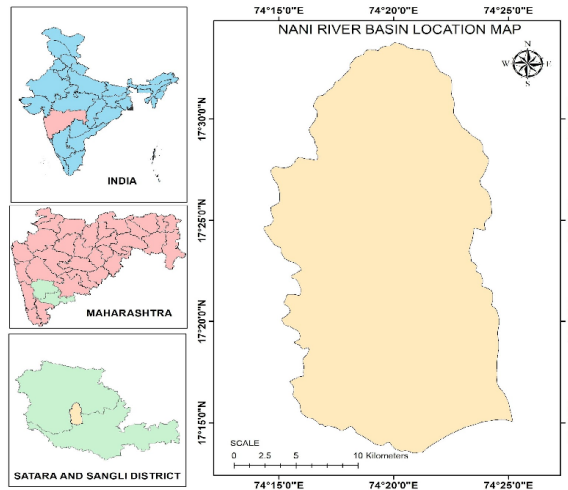 74°15'0"E 74°20'0"E 74°25'0"E
NANI RIVER BASIN LOCATION MAP
N
W E
S
INDIA
17°30'0"N
17°25'0"N
MAHARASHTRA
17°20'0"N
17°15'0"N
SCALE
0 2.5 5 10 Kilometers
SATARA AND SANGLI DISTRICT
74°15'0"E 74°20'0"E 74°25'0"E